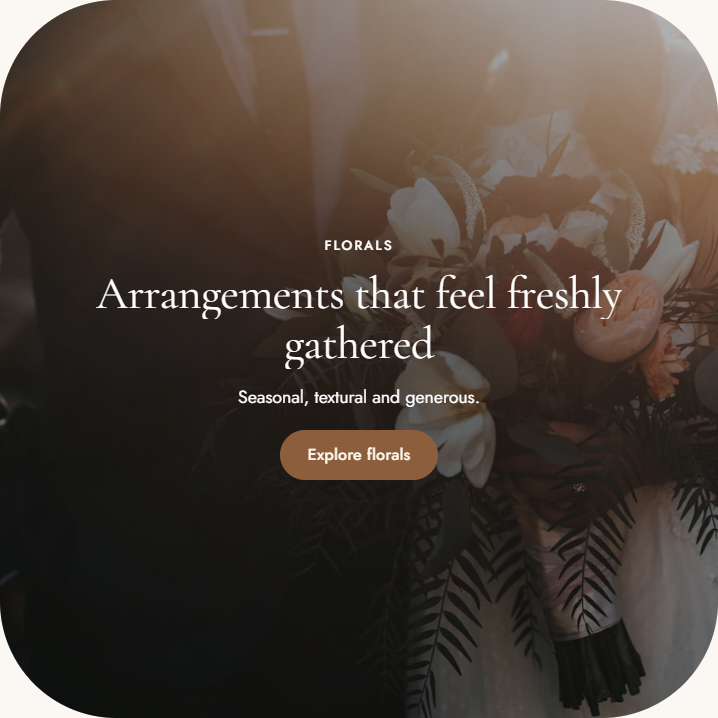 FLORALS
Arrangements that feel freshly
gathered
Seasonal, textural and generous.
Explore florals